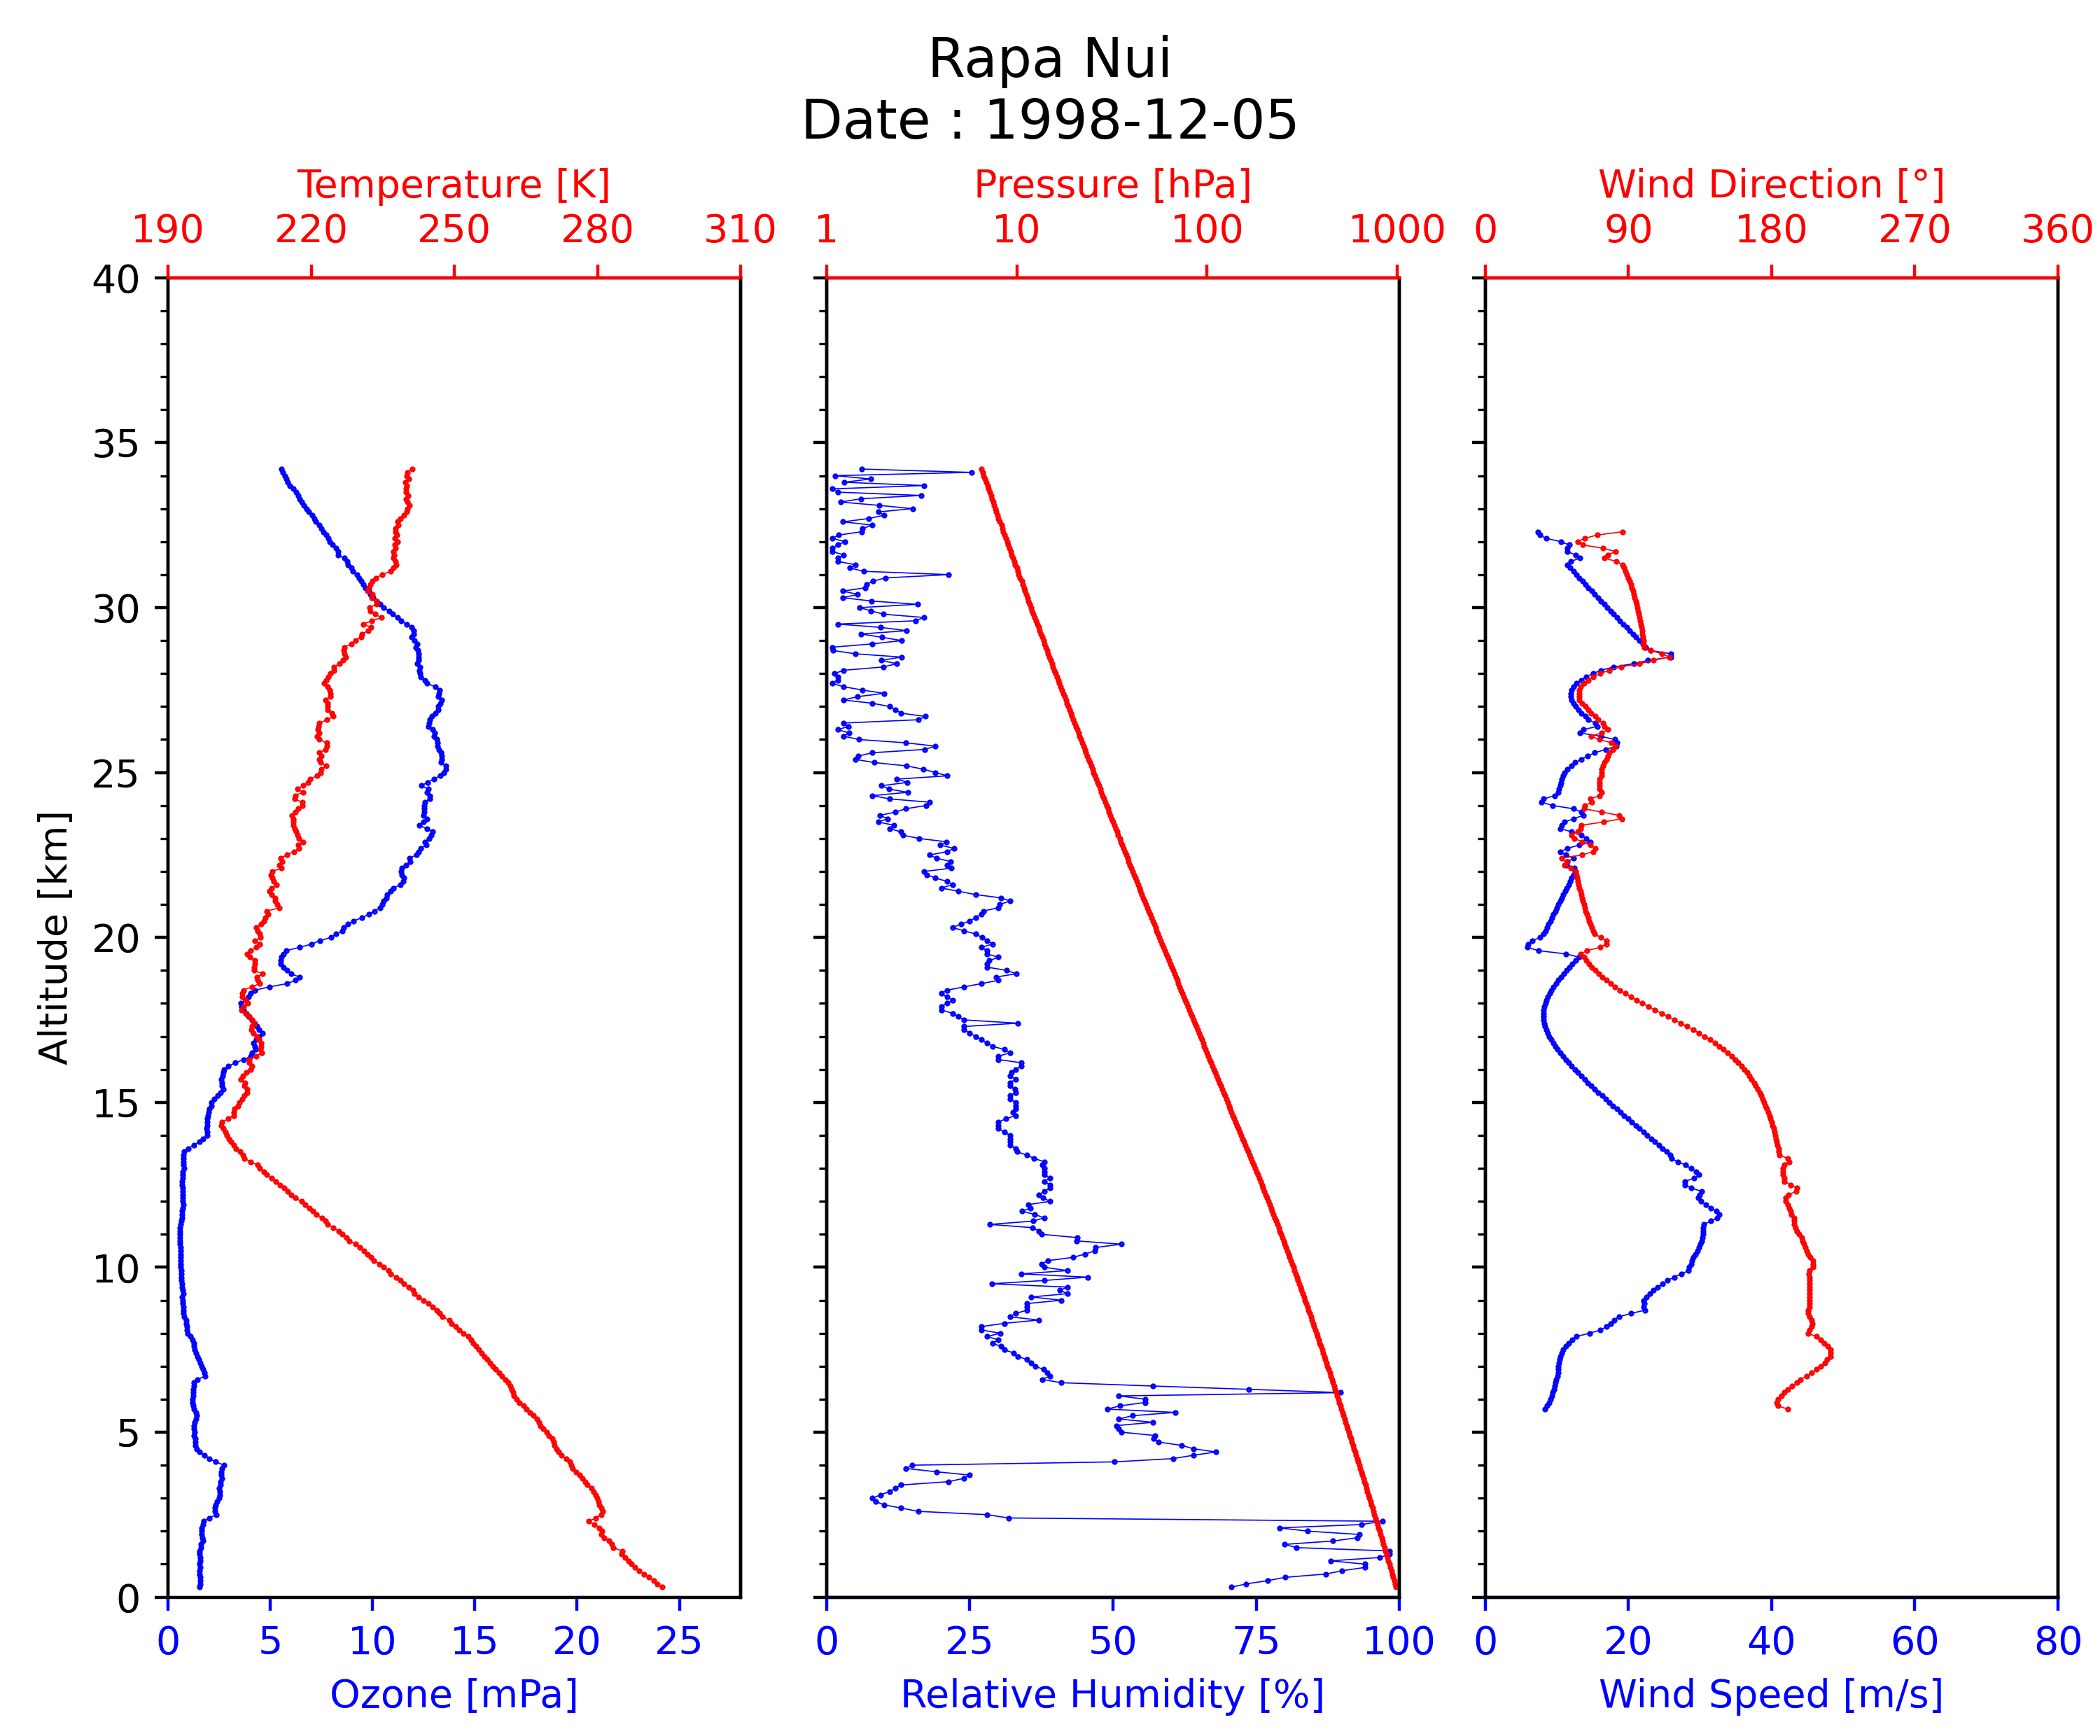 Rapa Nui
Date : 1998-12-05
Temperature [K]
190 220 250 280 310
Pressure [hPa]
1 10 100 1000
Wind Direction [°]
0 90 180 270 360
Altitude [km]
40
35
30
25
20
15
10
5
0
0 5 10 15 20 25
Ozone [mPa]
0 25 50 75 100
Relative Humidity [%]
0 20 40 60 80
Wind Speed [m/s]